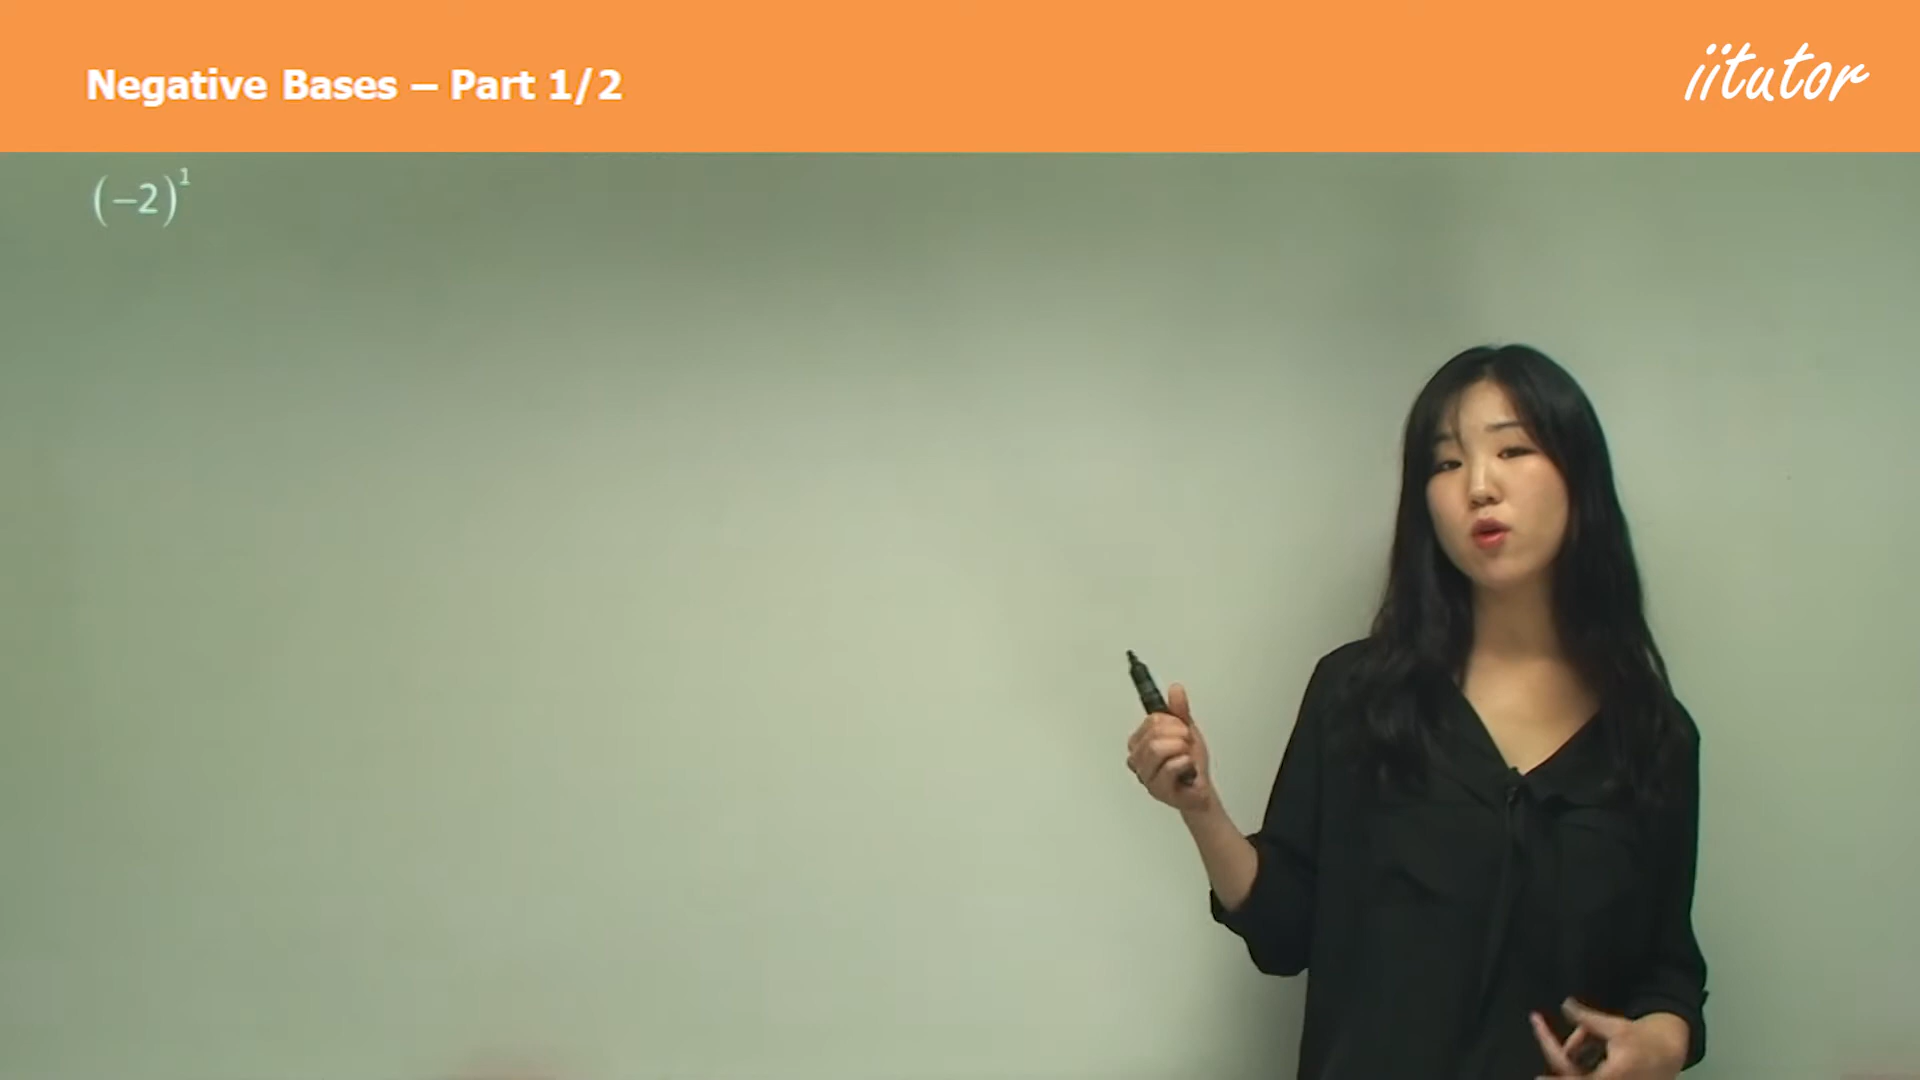 Negative Bases – Part 1/2
iitutor
(−2)¹